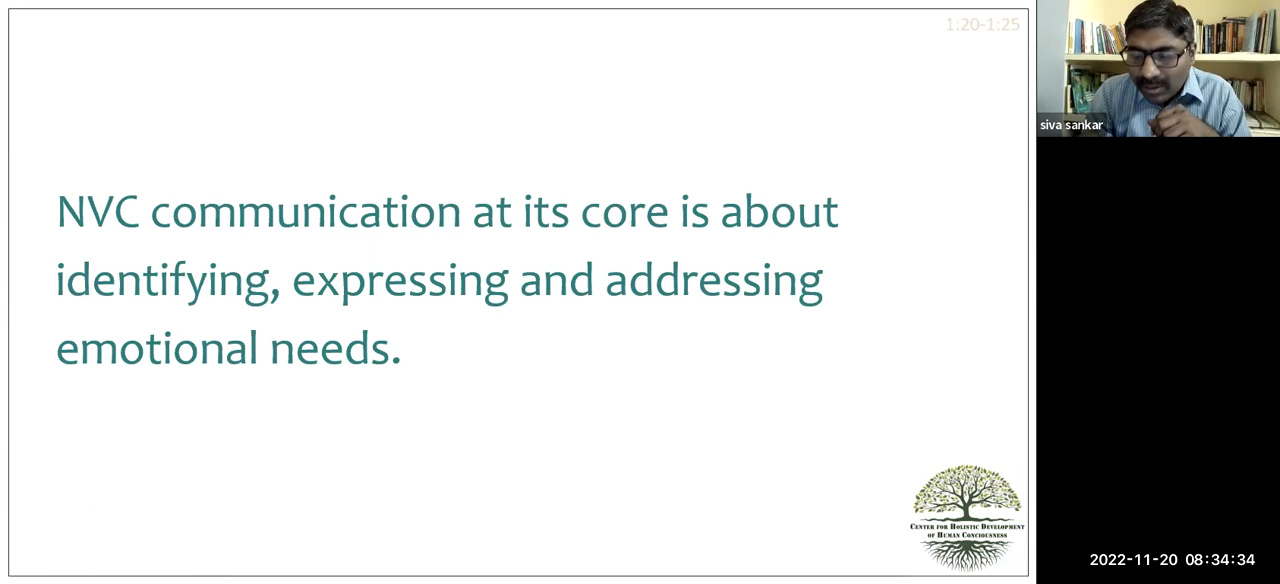 1:20-1:25
NVC communication at its core is about
identifying, expressing and addressing
emotional needs.
CENTER FOR HOLISTIC DEVELOPMENT
OF HUMAN CONCIOUSNESS
siva sankar
2022-11-20 08:34:34